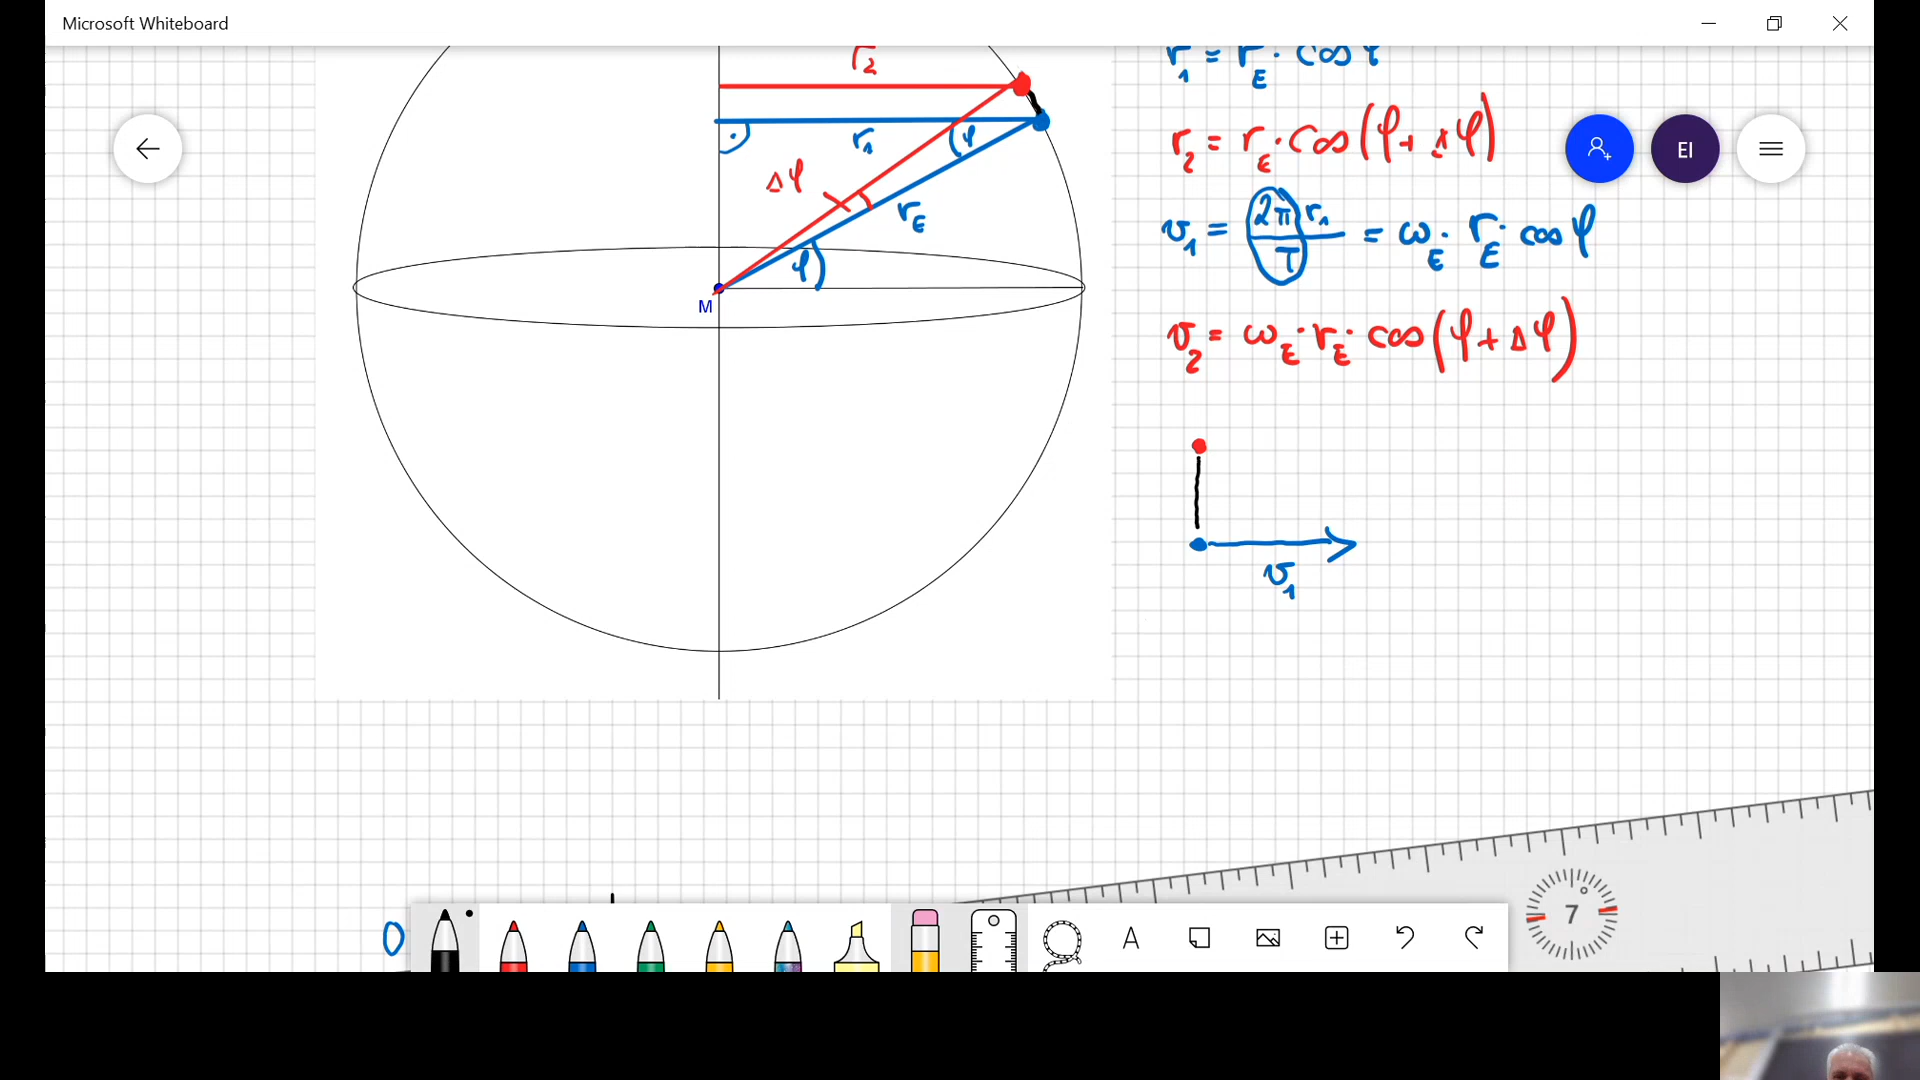 Microsoft Whiteboard
r₂
r₁ = r_E · cos φ
r₁
φ
r₂ = r_E · cos(φ + Δφ)
EI
Δφ
r_E
v₁ = 2π r₁ / T = ω_E · r_E · cos φ
φ
M
v₂ = ω_E · r_E · cos(φ + Δφ)
v₁
7°
0
A